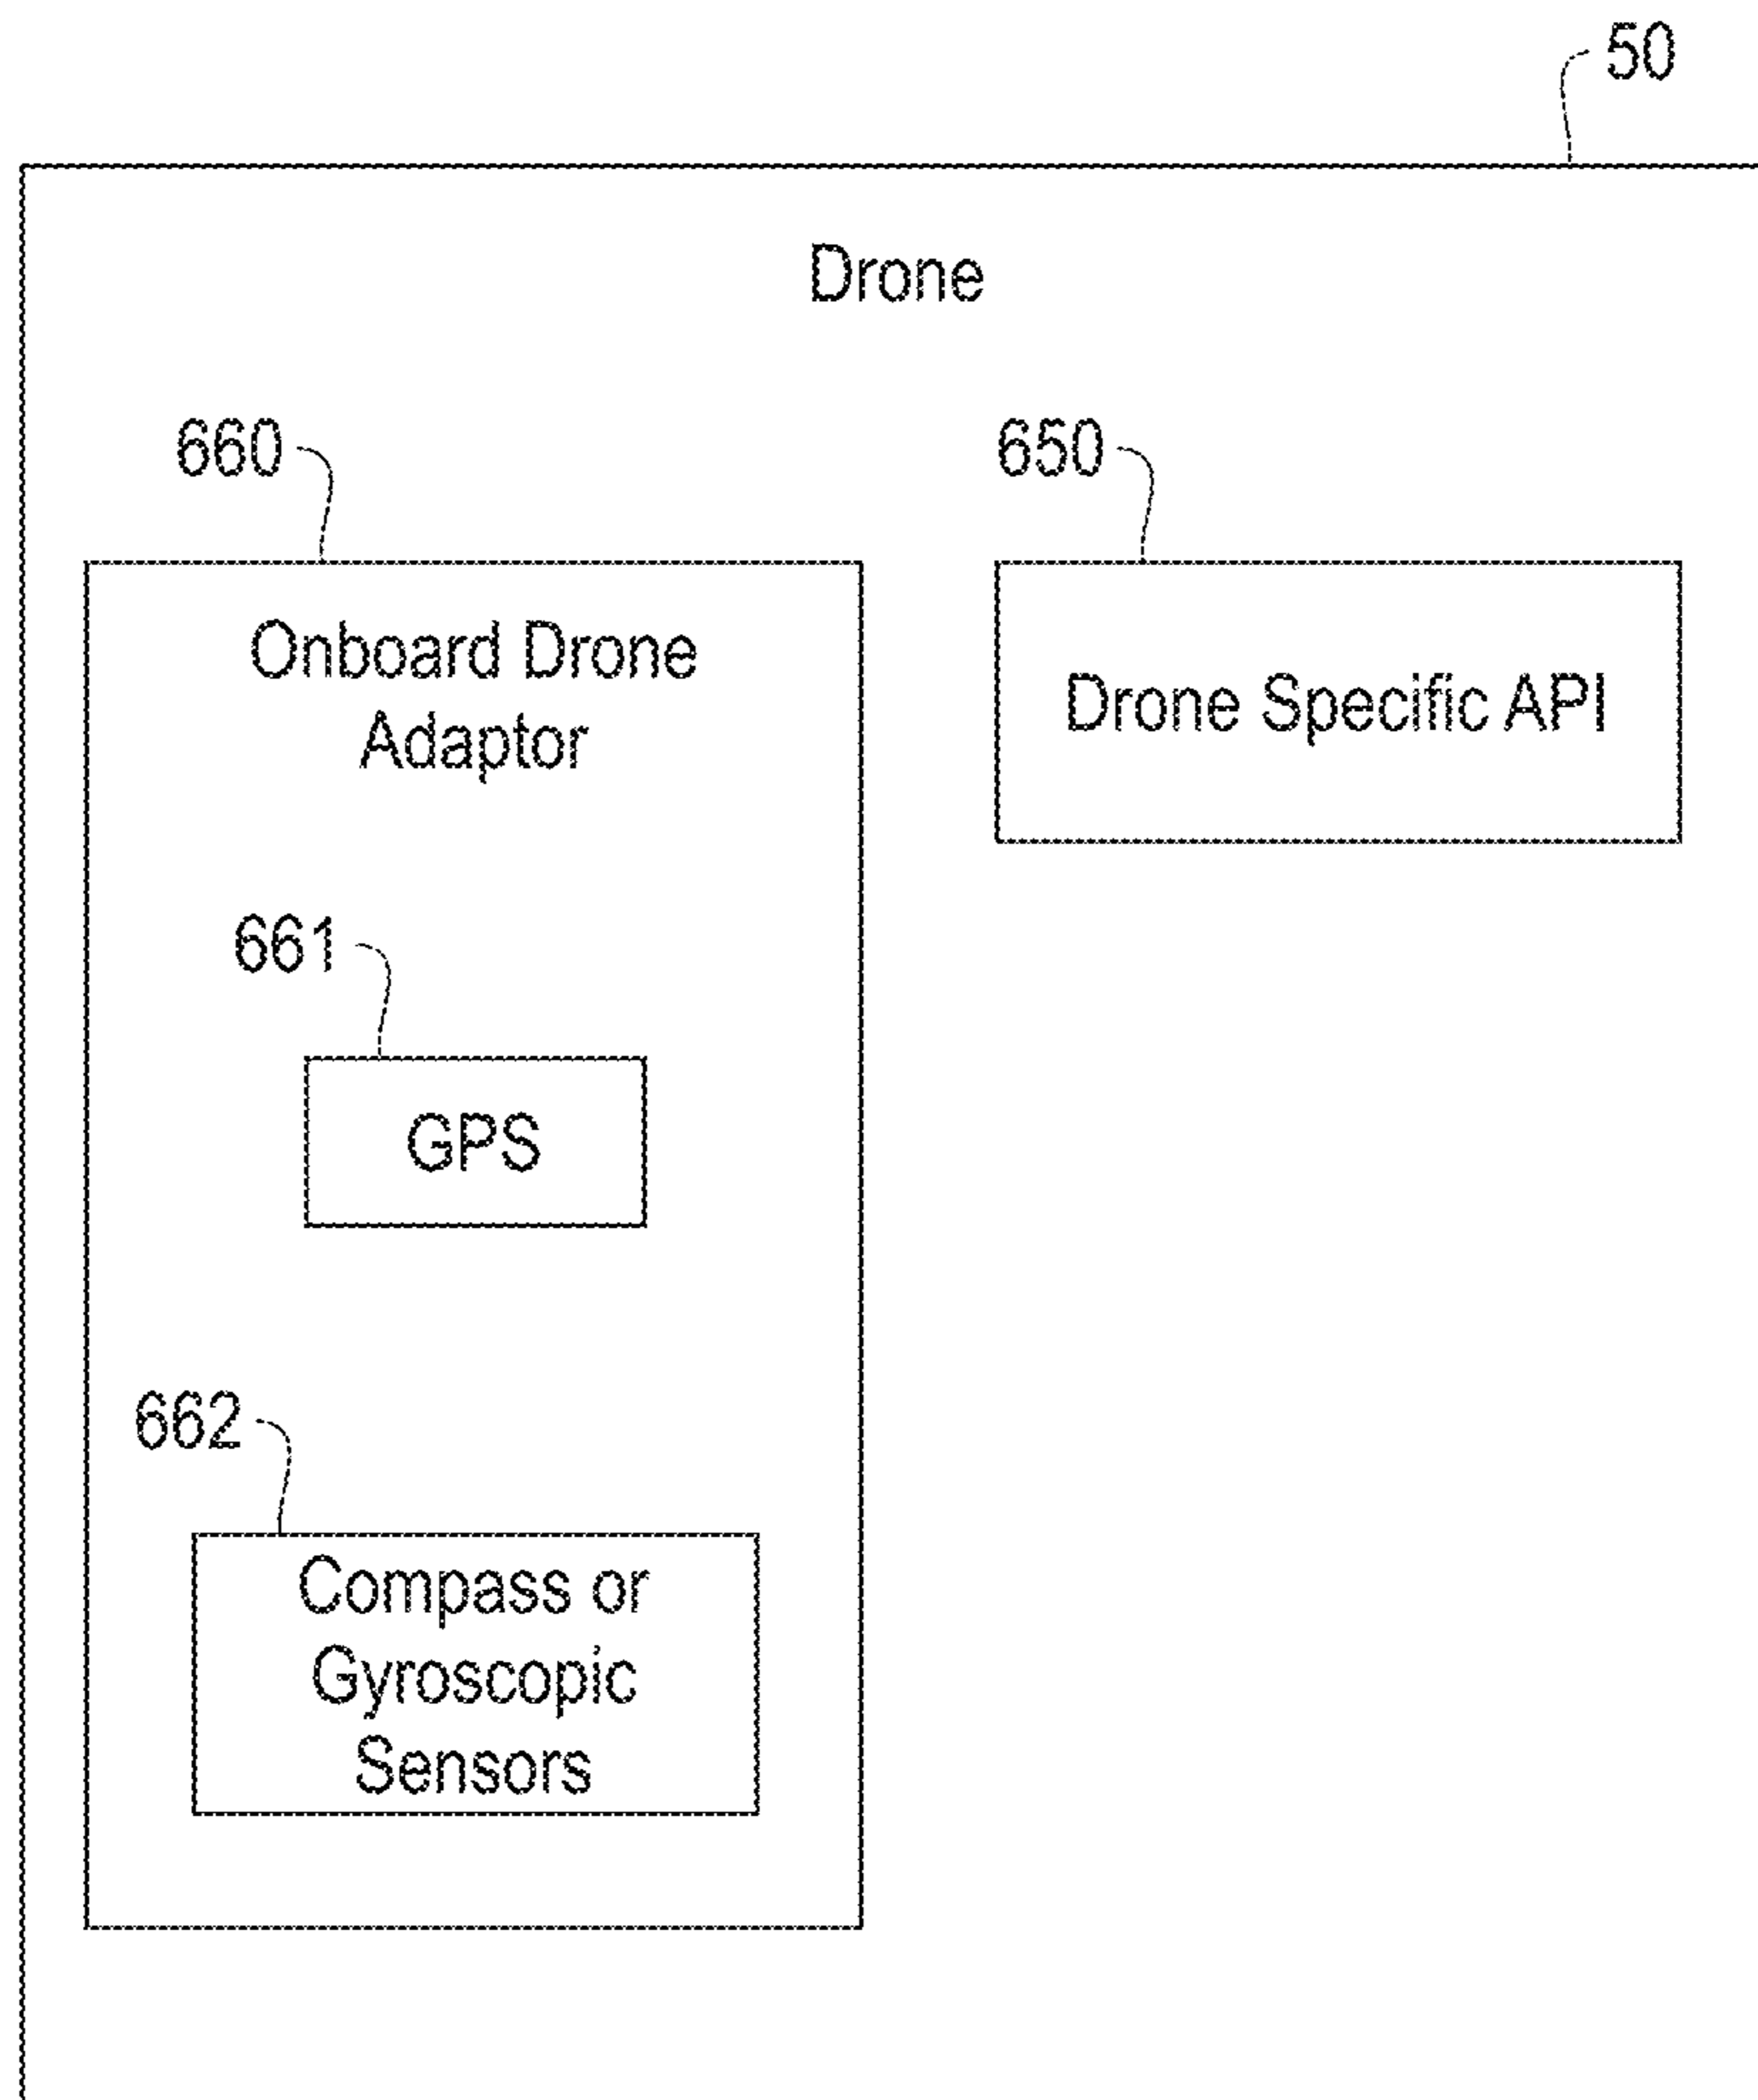 50
Drone
660
650
Onboard Drone
Adaptor
Drone Specific API
661
GPS
662
Compass or
Gyroscopic
Sensors